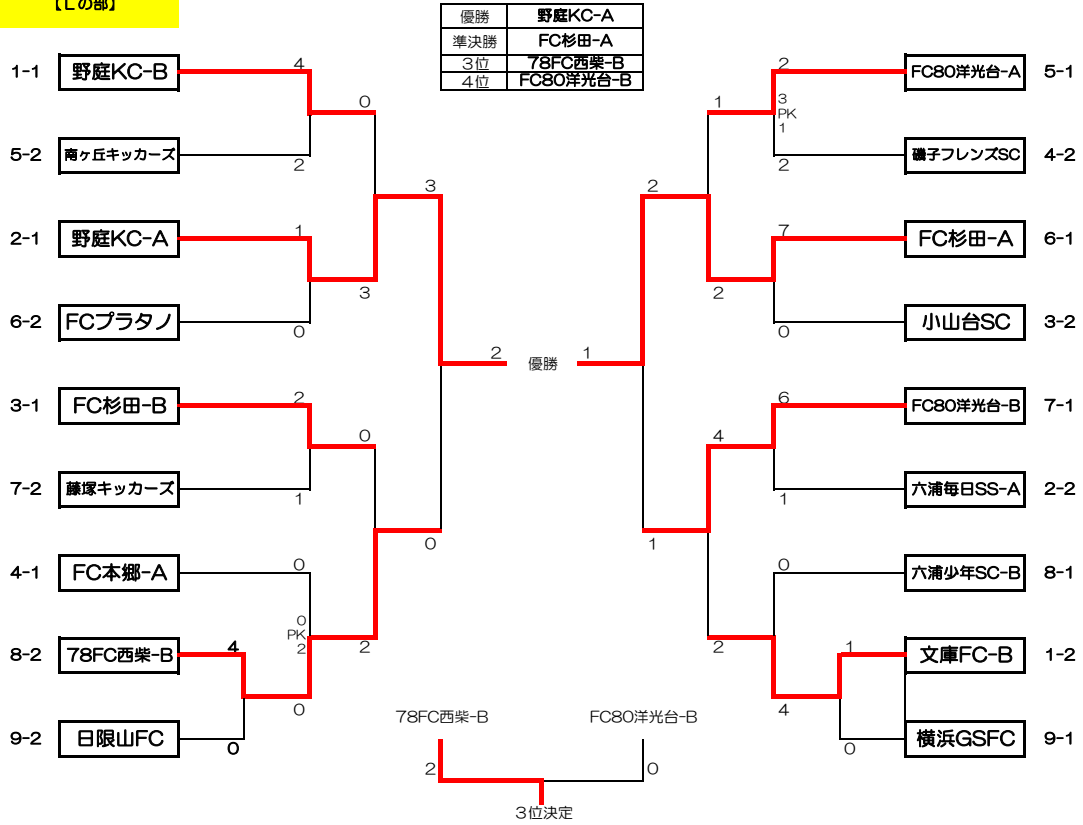 【Lの部】
優勝 野庭KC-A
準決勝 FC杉田-A
3位 78FC西柴-B
4位 FC80洋光台-B
1-1 野庭KC-B 4 2 FC80洋光台-A 5-1
0 1 3
PK
1
5-2 南ヶ丘キッカーズ 2 2 磯子フレンズSC 4-2
3 2
2-1 野庭KC-A 1 7 FC杉田-A 6-1
3 2
6-2 FCプラタノ 0 0 小山台SC 3-2
2 優勝 1
3-1 FC杉田-B 2 6 FC80洋光台-B 7-1
0 4
7-2 藤塚キッカーズ 1 1 六浦毎日SS-A 2-2
0 1
4-1 FC本郷-A 0 0 六浦少年SC-B 8-1
0
PK
2 2 2
8-2 78FC西柴-B 4 1 文庫FC-B 1-2
0 4
78FC西柴-B FC80洋光台-B
9-2 日限山FC 0 0 横浜GSFC 9-1
2 0
3位決定